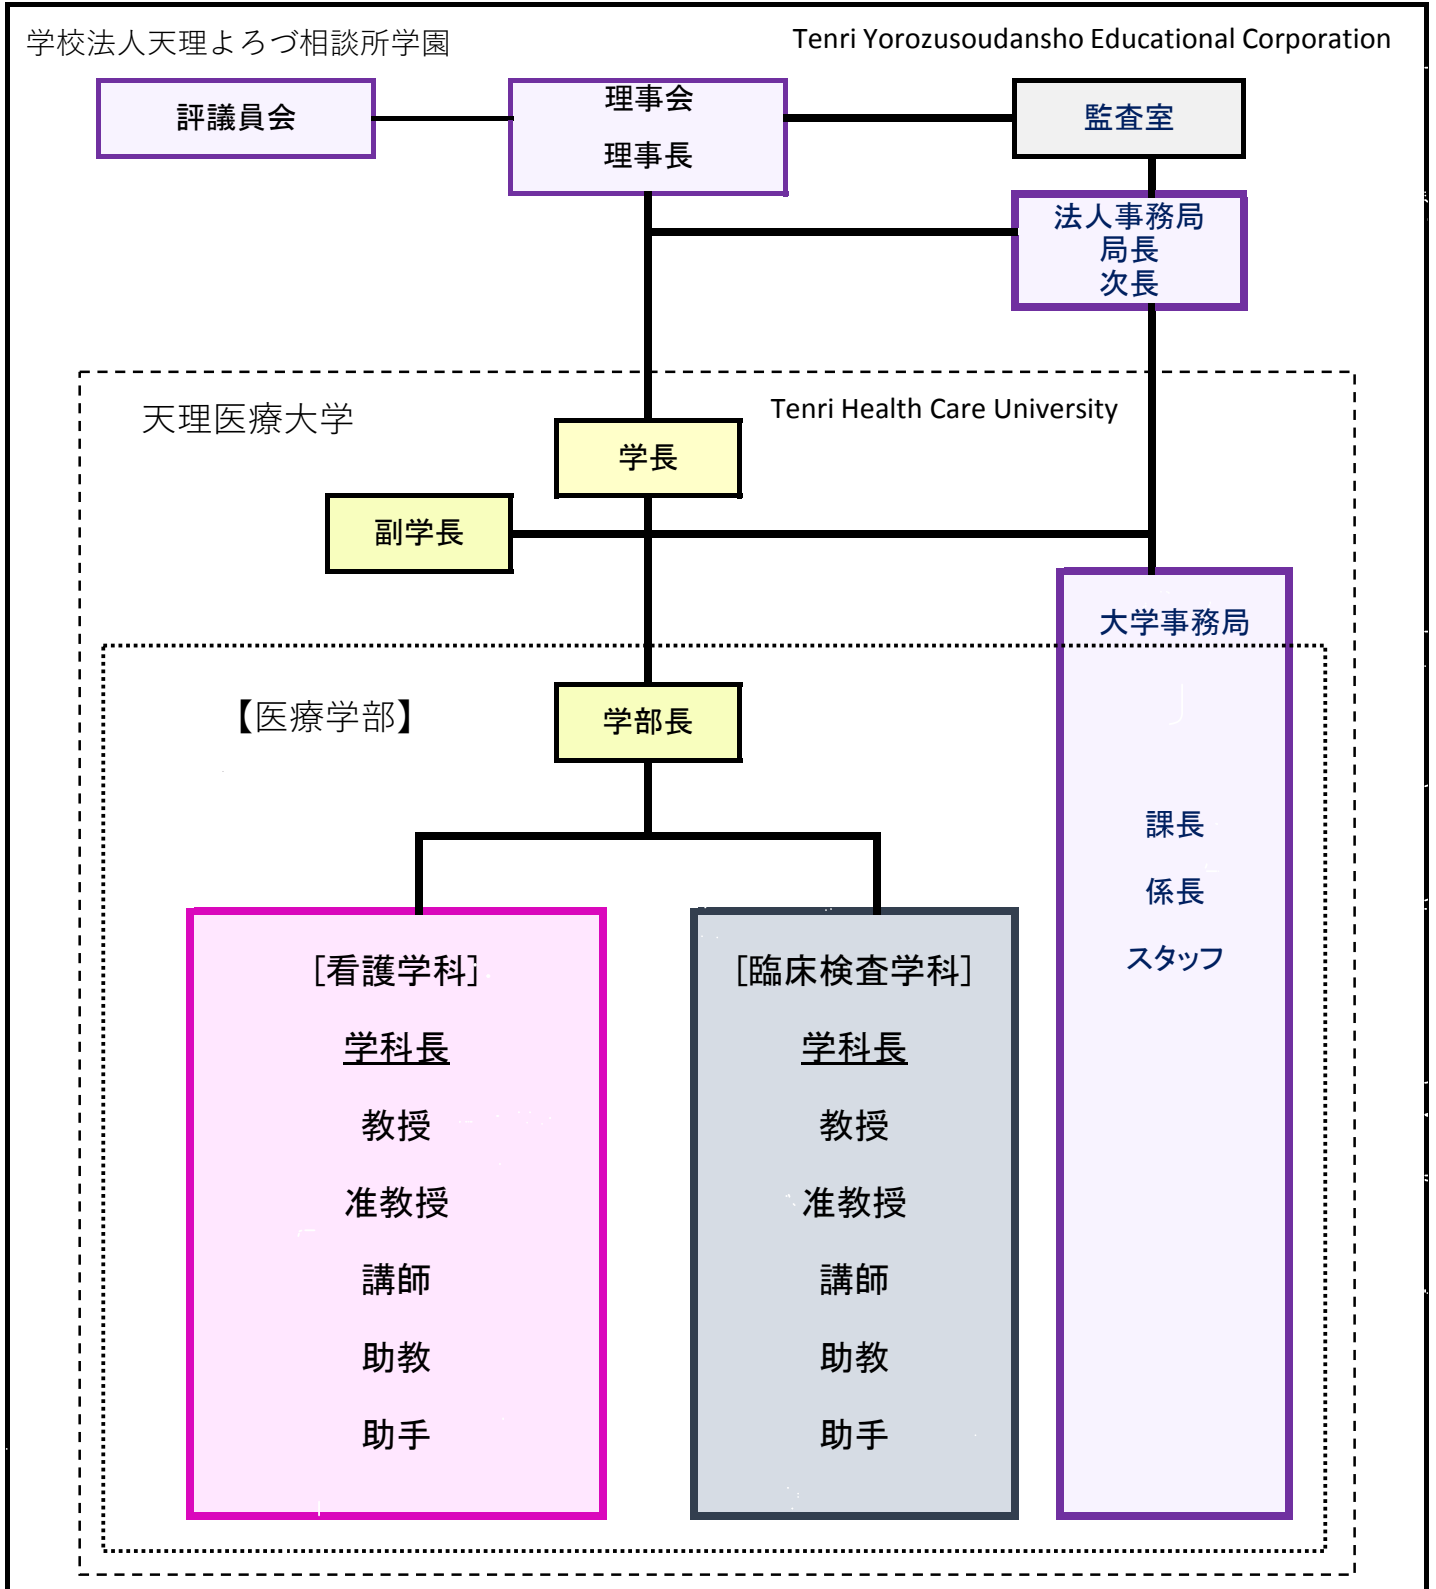 学校法人天理よろづ相談所学園
Tenri Yorozusoudansho Educational Corporation
評議員会
理事会
理事長
監査室
法人事務局
局長
次長
天理医療大学
Tenri Health Care University
学長
副学長
大学事務局
【医療学部】
学部長
課長
係長
スタッフ
[看護学科]
学科長
教授
准教授
講師
助教
助手
[臨床検査学科]
学科長
教授
准教授
講師
助教
助手